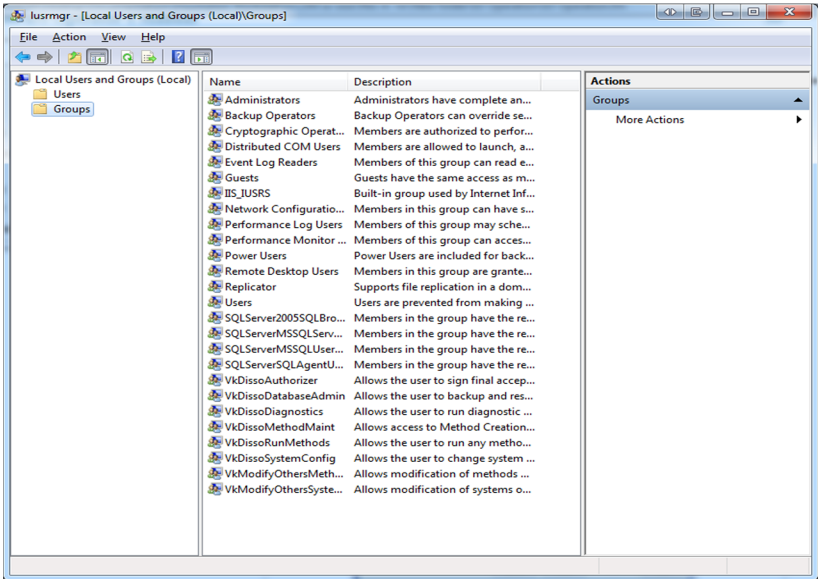 lusrmgr - [Local Users and Groups (Local)\Groups]
File Action View Help
Local Users and Groups (Local)
Users
Groups
Name Description
Administrators Administrators have complete an...
Backup Operators Backup Operators can override se...
Cryptographic Operat... Members are authorized to perfor...
Distributed COM Users Members are allowed to launch, a...
Event Log Readers Members of this group can read e...
Guests Guests have the same access as m...
IIS_IUSRS Built-in group used by Internet Inf...
Network Configuratio... Members in this group can have s...
Performance Log Users Members of this group may sche...
Performance Monitor ... Members of this group can acces...
Power Users Power Users are included for back...
Remote Desktop Users Members in this group are grante...
Replicator Supports file replication in a dom...
Users Users are prevented from making ...
SQLServer2005SQLBro... Members in the group have the re...
SQLServerMSSQLServ... Members in the group have the re...
SQLServerMSSQLUser... Members in the group have the re...
SQLServerSQLAgentU... Members in the group have the re...
VkDissoAuthorizer Allows the user to sign final accep...
VkDissoDatabaseAdmin Allows the user to backup and res...
VkDissoDiagnostics Allows the user to run diagnostic ...
VkDissoMethodMaint Allows access to Method Creation...
VkDissoRunMethods Allows the user to run any metho...
VkDissoSystemConfig Allows the user to change system ...
VkModifyOthersMeth... Allows modification of methods ...
VkModifyOthersSyste... Allows modification of systems o...
Actions
Groups
More Actions